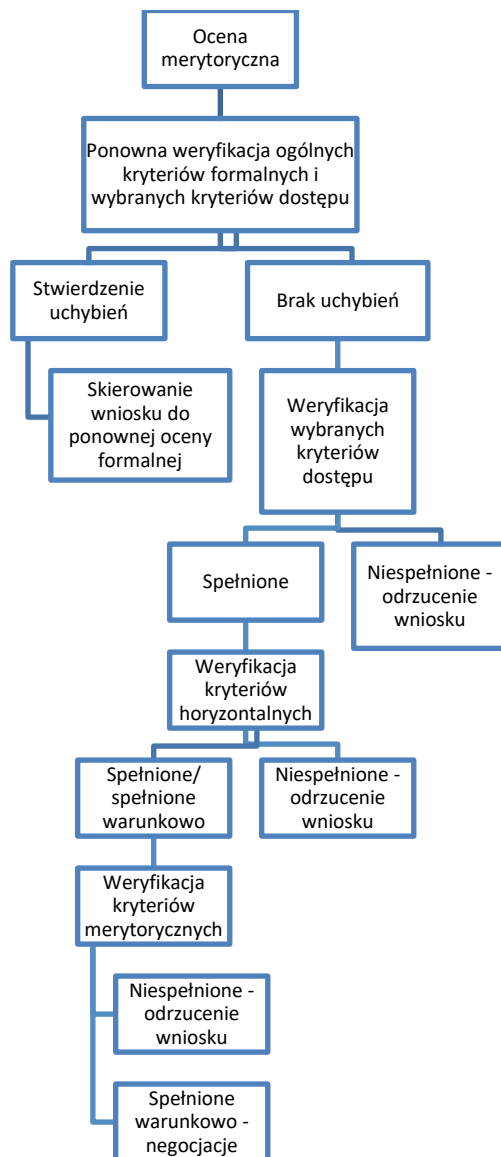 Ocena
merytoryczna
Ponowna weryfikacja ogólnych
kryteriów formalnych i
wybranych kryteriów dostępu
Stwierdzenie
uchybień
Brak uchybień
Skierowanie
wniosku do
ponownej oceny
formalnej
Weryfikacja
wybranych
kryteriów
dostępu
Spełnione
Niespełnione -
odrzucenie
wniosku
Weryfikacja
kryteriów
horyzontalnych
Spełnione/
spełnione
warunkowo
Niespełnione -
odrzucenie
wniosku
Weryfikacja
kryteriów
merytorycznych
Niespełnione -
odrzucenie
wniosku
Spełnione
warunkowo -
negocjacje